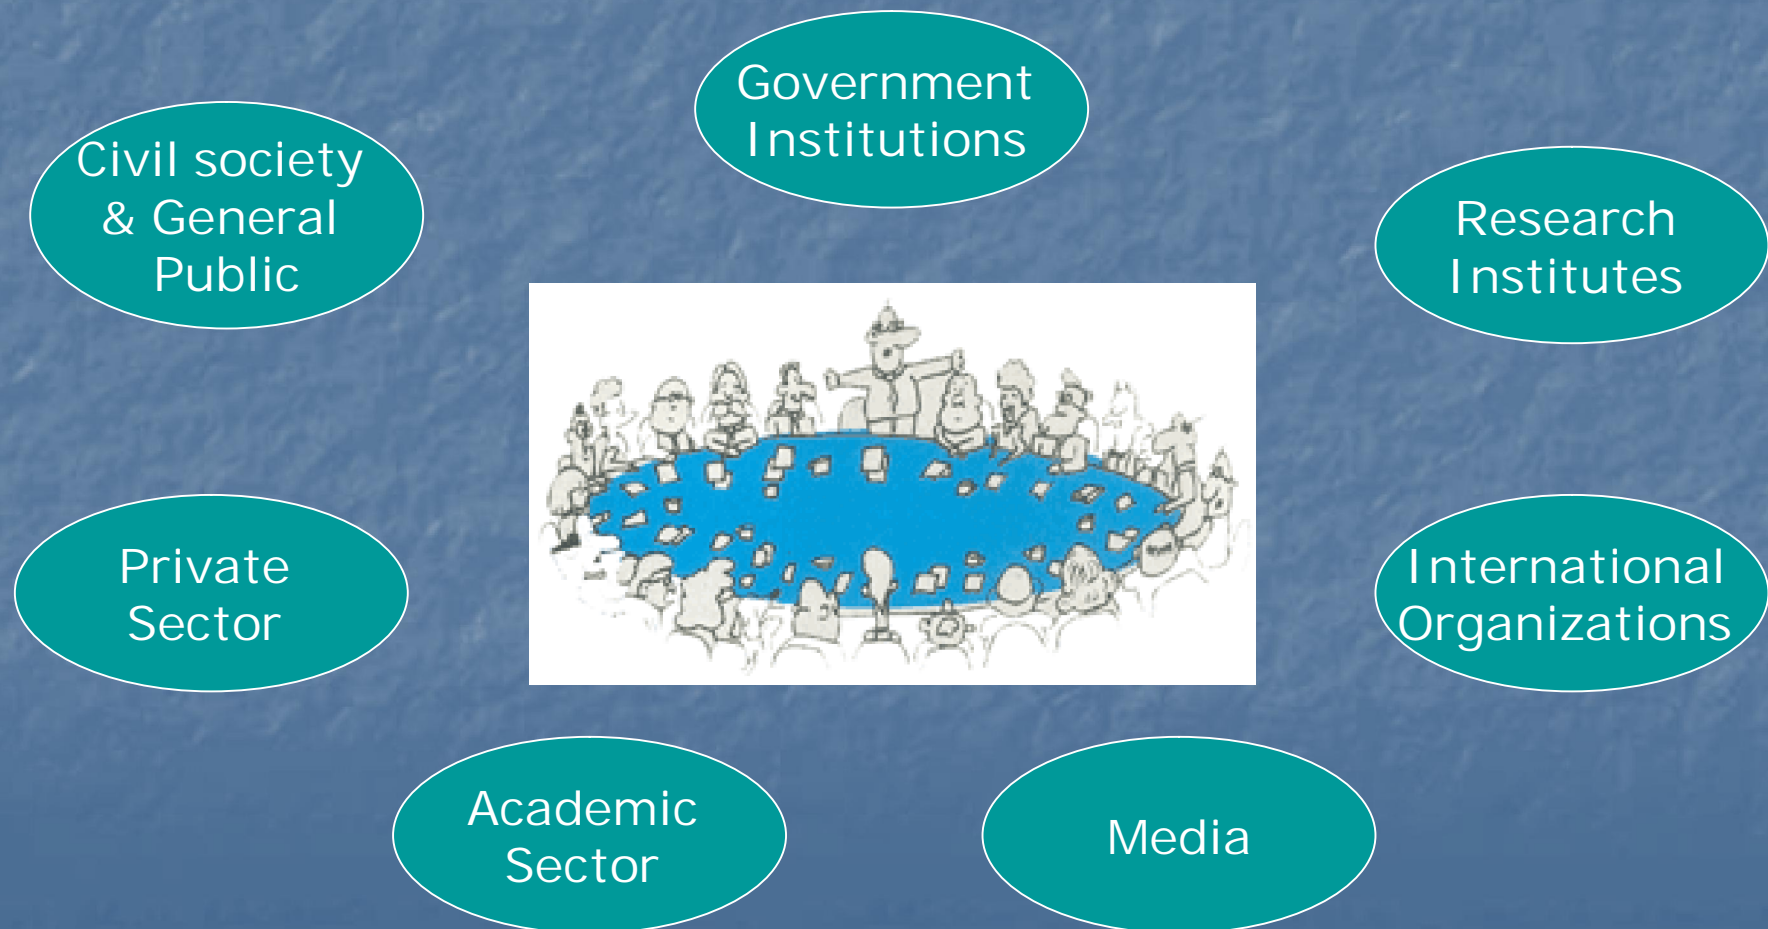 Government
Institutions
Civil society
& General
Public
Research
Institutes
Private
Sector
International
Organizations
Academic
Sector
Media